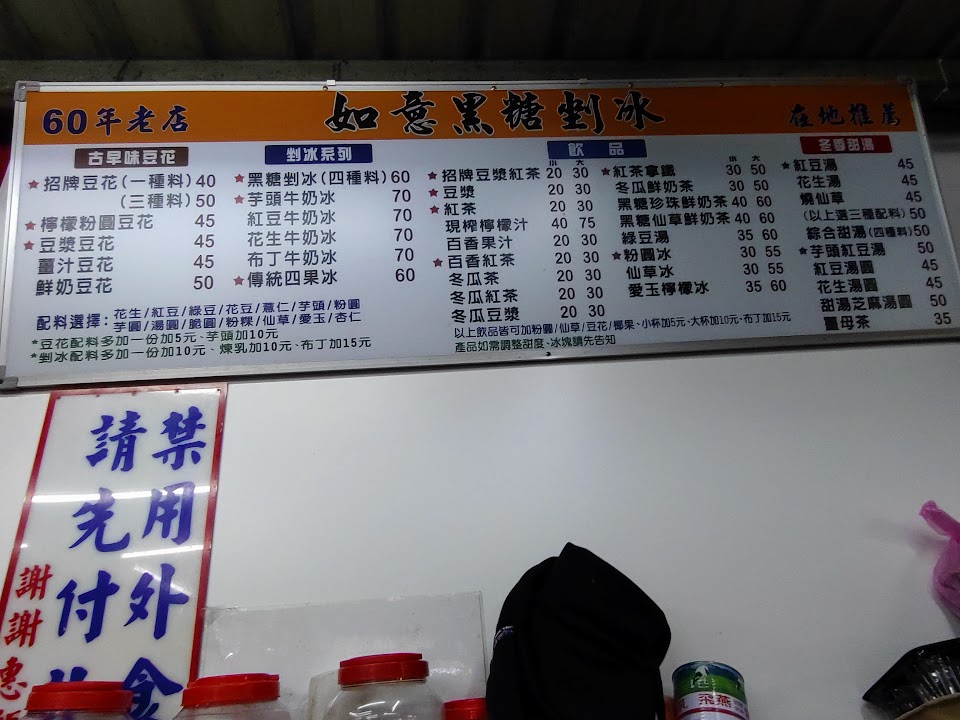 60年老店
如意黑糖剉冰
在地推薦
古早味豆花
★招牌豆花(一種料)40
(三種料)50
★檸檬粉圓豆花 45
★豆漿豆花 45
薑汁豆花 45
鮮奶豆花 50
配料選擇：花生/紅豆/綠豆/花豆/薏仁/芋頭/粉圓
芋圓/湯圓/脆圓/粉粿/仙草/愛玉/杏仁
*豆花配料多加一份加5元、芋頭加10元
*剉冰配料多加一份加10元、煉乳加10元、布丁加15元
剉冰系列
★黑糖剉冰(四種料)60
★芋頭牛奶冰 70
紅豆牛奶冰 70
花生牛奶冰 70
布丁牛奶冰 70
★傳統四果冰 60
飲品
小 大
★招牌豆漿紅茶 20 30
★豆漿 20 30
★紅茶 20 30
現榨檸檬汁 40 75
百香果汁 20 30
★百香紅茶 20 30
冬瓜茶 20 30
冬瓜紅茶 20 30
冬瓜豆漿 20 30
小 大
★紅茶拿鐵 30 50
冬瓜鮮奶茶 30 50
黑糖珍珠鮮奶茶 40 60
黑糖仙草鮮奶茶 40 60
綠豆湯 35 60
★粉圓冰 30 55
仙草冰 30 55
愛玉檸檬冰 35 60
以上飲品皆可加粉圓/仙草/豆花/椰果、小杯加5元、大杯加10元、布丁加15元
產品如需調整甜度、冰塊請先告知
冬季甜湯
★紅豆湯 45
花生湯 45
燒仙草 45
(以上選三種配料)50
綜合甜湯(四種料)50
★芋頭紅豆湯 50
紅豆湯圓 45
花生湯圓 45
甜湯芝麻湯圓 50
薑母茶 35
禁用外食
請先付
謝謝惠
飛燕